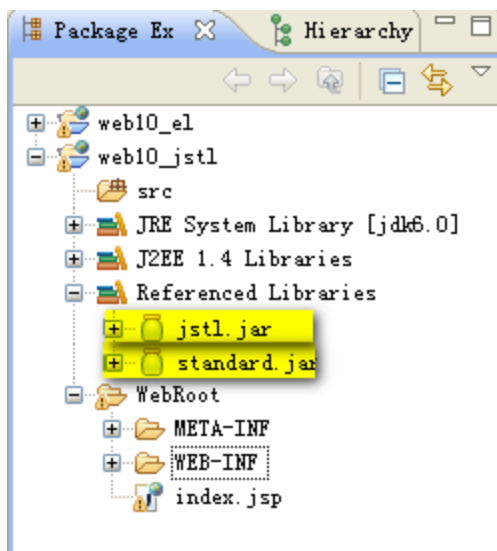 Package Ex Hierarchy
web10_el
web10_jstl
src
JRE System Library [jdk6.0]
J2EE 1.4 Libraries
Referenced Libraries
jstl.jar
standard.jar
WebRoot
META-INF
WEB-INF
index.jsp